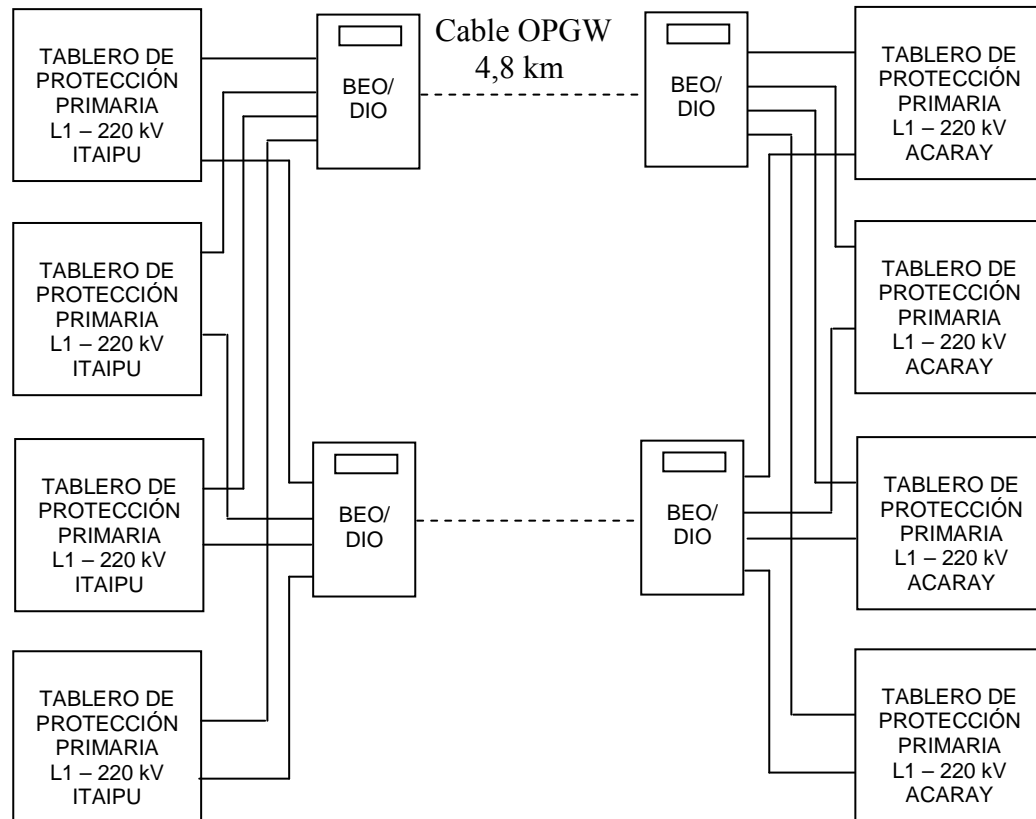 TABLERO DE
PROTECCIÓN
PRIMARIA
L1 – 220 kV
ITAIPU
BEO/
DIO
Cable OPGW
4,8 km
BEO/
DIO
TABLERO DE
PROTECCIÓN
PRIMARIA
L1 – 220 kV
ACARAY
TABLERO DE
PROTECCIÓN
PRIMARIA
L1 – 220 kV
ITAIPU
TABLERO DE
PROTECCIÓN
PRIMARIA
L1 – 220 kV
ACARAY
TABLERO DE
PROTECCIÓN
PRIMARIA
L1 – 220 kV
ITAIPU
BEO/
DIO
BEO/
DIO
TABLERO DE
PROTECCIÓN
PRIMARIA
L1 – 220 kV
ACARAY
TABLERO DE
PROTECCIÓN
PRIMARIA
L1 – 220 kV
ITAIPU
TABLERO DE
PROTECCIÓN
PRIMARIA
L1 – 220 kV
ACARAY